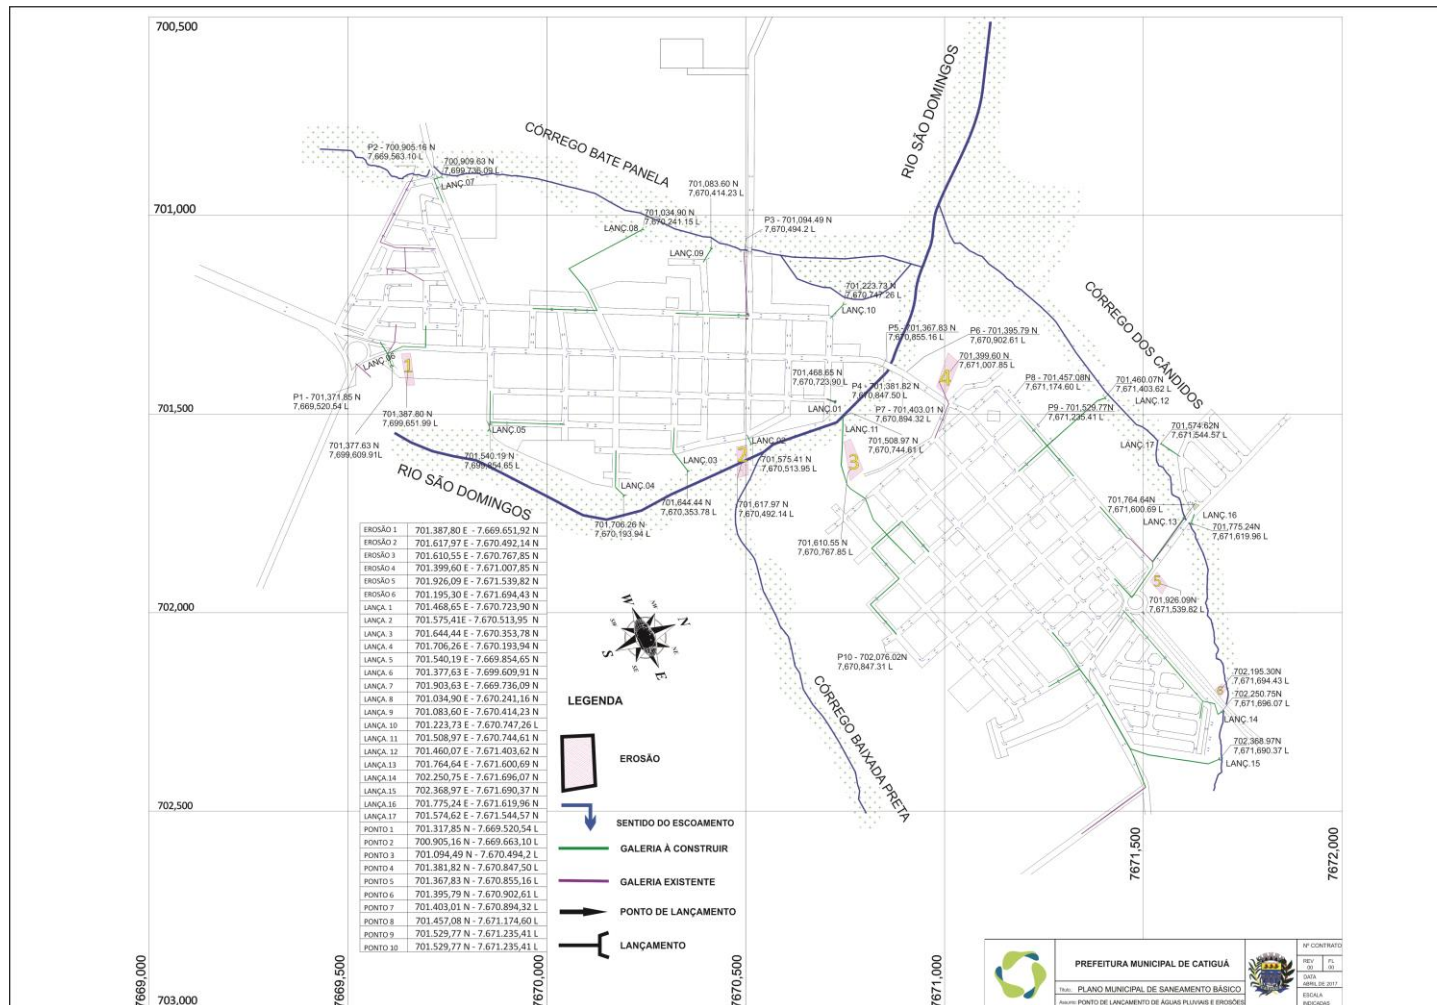 700,500
CÓRREGO BATE PANELA
RIO SÃO DOMINGOS
P2 - 700,905.16 N
7,669,563.10 L
700,909.63 N
7,699,736.09 L
LANÇ.07
701,083.60 N
7,670,414.23 L
701,034.90 N
7,670,241.15 L
LANÇ.08
P3 - 701,094.49 N
7,670,494.2 L
LANÇ.09
701,000
701,223.73 N
7,670,747.26 L
LANÇ.10
CÓRREGO DOS CÂNDIDOS
P5 - 701,367.83 N
7,670,855.16 L
P6 - 701,395.79 N
7,670,902.61 L
701,399.60 N
7,671,007.85 L
LANÇ.06
1
4
701,468.65 N
7,670,723.90 L
P4 - 701,381.82 N
7,670,847.50 L
P8 - 701,457.08N
7,671,174.60 L
701,460.07N
7,671,403.62 L
LANÇ.12
P1 - 701,371.85 N
7,669,520.54 L
701,387.80 N
7,699,651.99 L
LANÇ.01
P7 - 701,403.01 N
7,670,894.32 L
P9 - 701,529.77N
7,671,235.41 L
701,500
701,574.62N
7,671,544.57 L
LANÇ.05
LANÇ.11
LANÇ.02
LANÇ.17
701,377.63 N
7,699,609.91L
701,540.19 N
7,699,854.65 L
LANÇ.03
2
701,575.41 N
7,670,513.95 L
701,508.97 N
7,670,744.61 L
3
RIO SÃO DOMINGOS
LANÇ.04
701,644.44 N
7,670,353.78 L
701,617.97 N
7,670,492.14 L
701,764.64N
7,671,600.69 L
LANÇ.16
LANÇ.13
701,775.24N
7,671,619.96 L
701,706.26 N
7,670,193.94 L
701,610.55 N
7,670,767.85 L
5
701,926.09N
7,671,539.82 L
702,000
EROSÃO 1 701.387,80 E - 7.669.651,92 N
EROSÃO 2 701.617,97 E - 7.670.492,14 N
EROSÃO 3 701.610,55 E - 7.670.767,85 N
EROSÃO 4 701.399,60 E - 7.671.007,85 N
EROSÃO 5 701.926,09 E - 7.671.539,82 N
EROSÃO 6 701.195,30 E - 7.671.694,43 N
LANÇA. 1 701.468,65 E - 7.670.723,90 N
LANÇA. 2 701.575,41E - 7.670.513,95 N
LANÇA. 3 701.644,44 E - 7.670.353,78 N
LANÇA. 4 701.706,26 E - 7.670.193,94 N
LANÇA. 5 701.540,19 E - 7.669.854,65 N
LANÇA. 6 701.377,63 E - 7.699.609,91 N
LANÇA. 7 701.903,63 E - 7.669.736,09 N
LANÇA. 8 701.034,90 E - 7.670.241,16 N
LANÇA. 9 701.083,60 E - 7.670.414,23 N
LANÇA. 10 701.223,73 E - 7.670.747,26 L
LANÇA. 11 701.508,97 E - 7.670.744,61 N
LANÇA. 12 701.460,07 E - 7.671.403,62 N
LANÇA.13 701.764,64 E - 7.671.600,69 N
LANÇA.14 702.250,75 E - 7.671.696,07 N
LANÇA.15 702.368,97 E - 7.671.690,37 N
LANÇA.16 701.775,24 E - 7.671.619,96 N
LANÇA.17 701.574,62 E - 7.671.544,57 N
PONTO 1 701.317,85 N - 7.669.520,54 L
PONTO 2 700.905,16 N - 7.669.663,10 L
PONTO 3 701.094,49 N - 7.670.494,2 L
PONTO 4 701.381,82 N - 7.670.847,50 L
PONTO 5 701.367,83 N - 7.670.855,16 L
PONTO 6 701.395,79 N - 7.670.902,61 L
PONTO 7 701.403,01 N - 7.670.894,32 L
PONTO 8 701.457,08 N - 7.671.174,60 L
PONTO 9 701.529,77 N - 7.671.235,41 L
PONTO 10 701.529,77 N - 7.671.235,41 L
W
NW
N
NE
E
SE
S
SW
P10 - 702,076.02N
7,670,847.31 L
CÓRREGO BAIXADA PRETA
702,195.30N
7,671,694.43 L
6
702,250.75N
7,671,696.07 L
LANÇ.14
702,368.97N
7,671,690.37 L
LANÇ.15
LEGENDA
EROSÃO
SENTIDO DO ESCOAMENTO
GALERIA À CONSTRUIR
GALERIA EXISTENTE
PONTO DE LANÇAMENTO
LANÇAMENTO
702,500
703,000
7669,000
7669,500
7670,000
7670,500
7671,000
7671,500
7672,000
PREFEITURA MUNICIPAL DE CATIGUÁ
Título: PLANO MUNICIPAL DE SANEAMENTO BÁSICO
Assunto: PONTO DE LANCAMENTO DE ÁGUAS PLUVIAIS E EROSÕES
Nº CONTRATO
REV FL
00 00
DATA
ABRIL DE 2017
ESCALA
INDICADAS